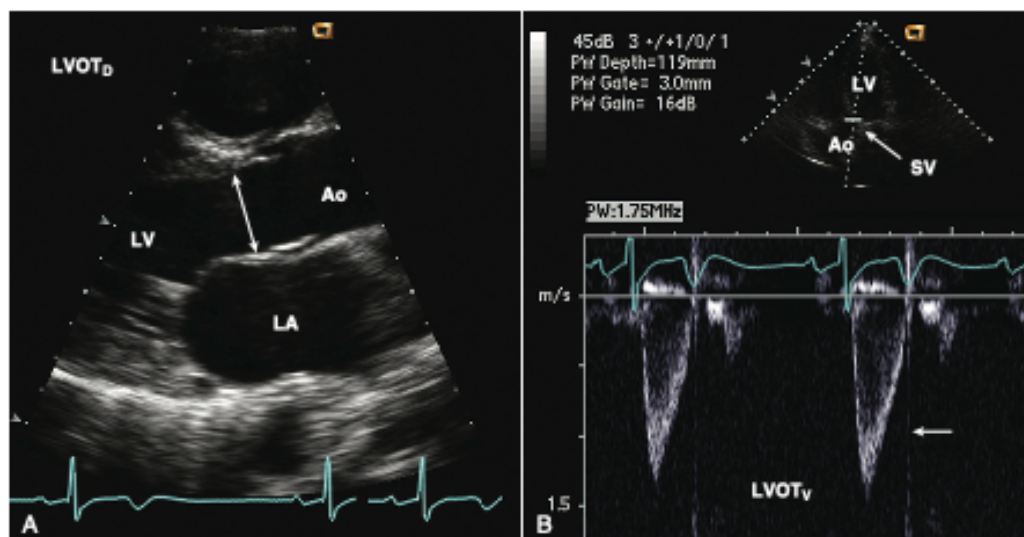 LVOTD
Ao
LV
LA
A
45dB 3 +/+1/0/ 1
PW Depth=119mm
PW Gate= 3.0mm
PW Gain= 16dB
LV
Ao
SV
PW:1.75MHz
m/s
LVOTV
1.5
B